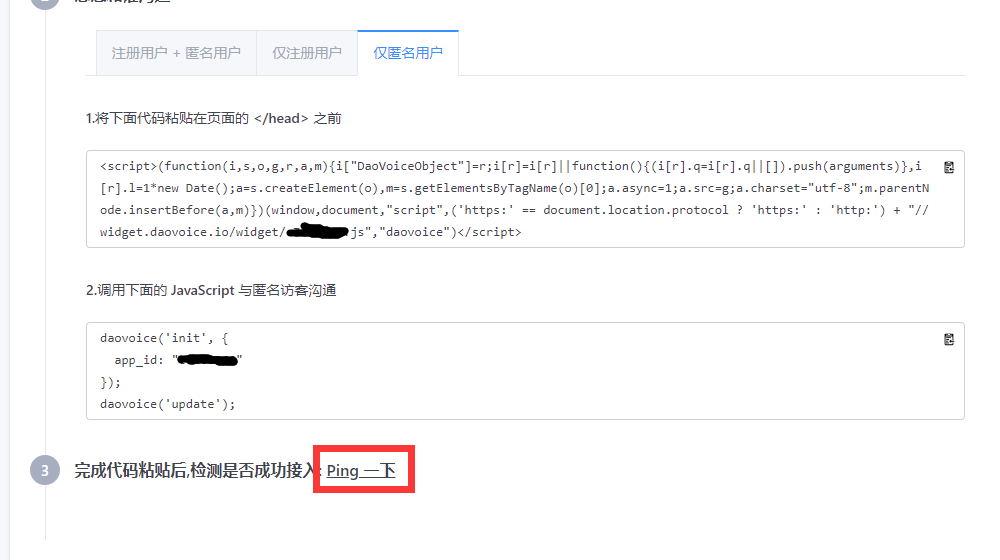 注册用户 + 匿名用户
仅注册用户
仅匿名用户
1.将下面代码粘贴在页面的 </head> 之前
<script>(function(i,s,o,g,r,a,m){i["DaoVoiceObject"]=r;i[r]=i[r]||function(){(i[r].q=i[r].q||[]).push(arguments)},i
[r].l=1*new Date();a=s.createElement(o),m=s.getElementsByTagName(o)[0];a.async=1;a.src=g;a.charset="utf-8";m.parentN
ode.insertBefore(a,m)})(window,document,"script",('https:' == document.location.protocol ? 'https:' : 'http:') + "//
widget.daovoice.io/widget/ js","daovoice")</script>
2.调用下面的 JavaScript 与匿名访客沟通
daovoice('init', {
app_id: " "
});
daovoice('update');
3
完成代码粘贴后,检测是否成功接入: Ping 一下